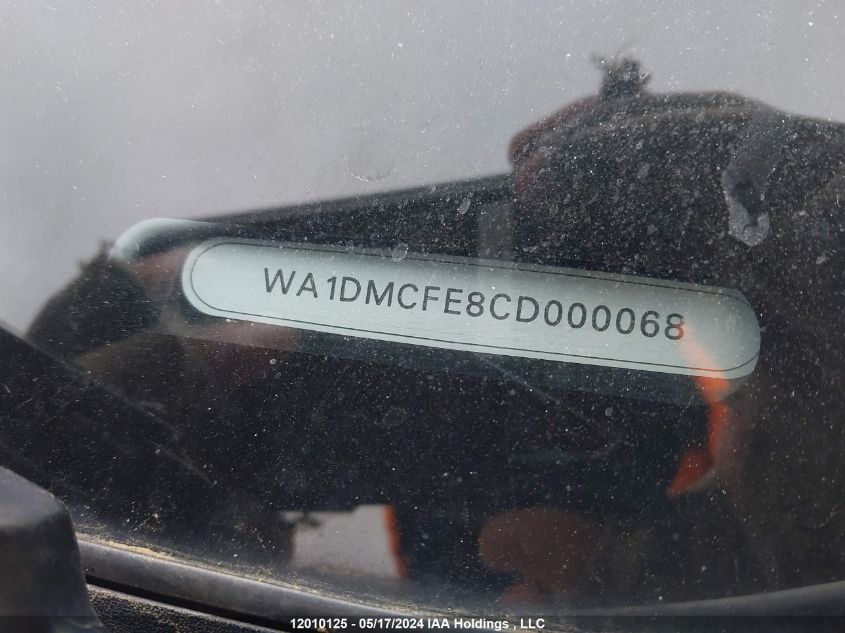 WA1DMCFE8CD000068
12010125 - 05/17/2024 IAA Holdings , LLC